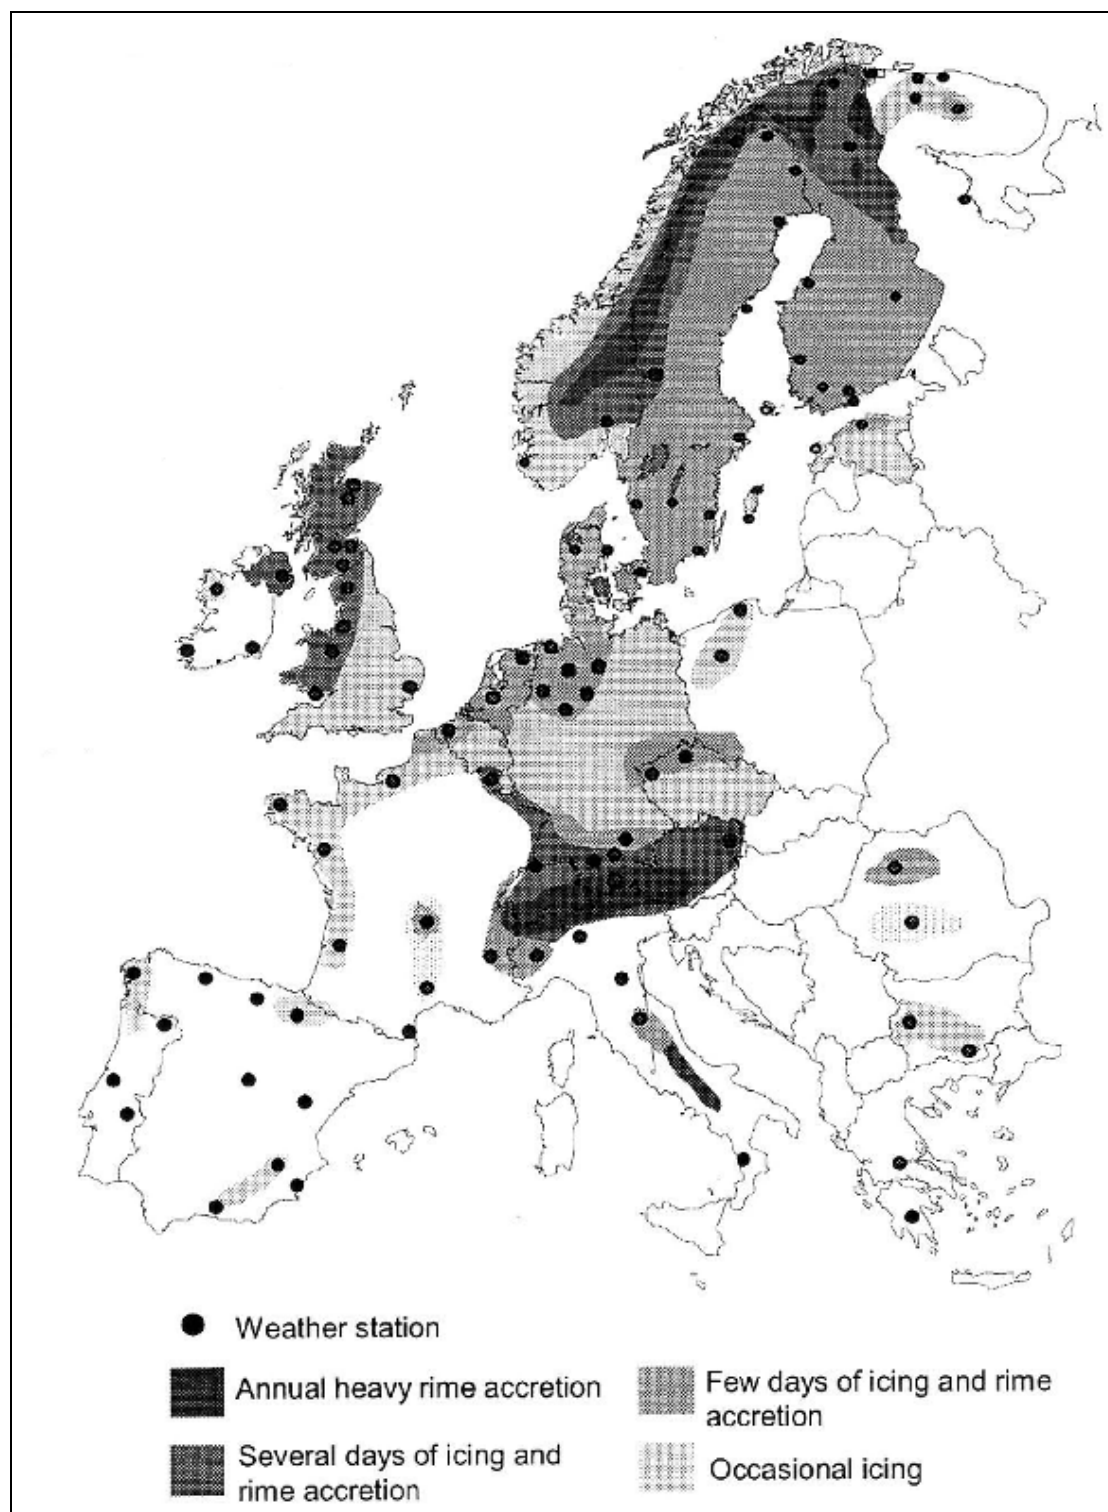 Weather station
Annual heavy rime accretion
Several days of icing and
rime accretion
Few days of icing and rime
accretion
Occasional icing